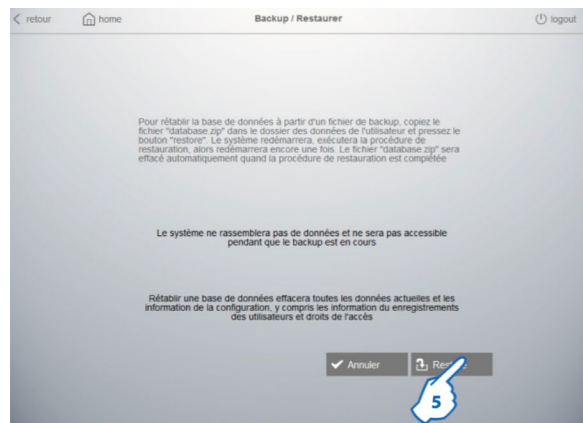 retour home Backup / Restaurer logout
Pour rétablir la base de données à partir d'un fichier de backup, copiez le
fichier "database.zip" dans le dossier des données de l'utilisateur et pressez le
bouton "restore". Le système redémarrera, exécutera la procédure de
restauration, alors redémarrera encore une fois. Le fichier "database.zip" sera
effacé automatiquement quand la procédure de restauration est complétée
Le système ne rassemblera pas de données et ne sera pas accessible
pendant que le backup est en cours
Rétablir une base de données effacera toutes les données actuelles et les
information de la configuration, y compris les information du enregistrements
des utilisateurs et droits de l'accès
Annuler
5